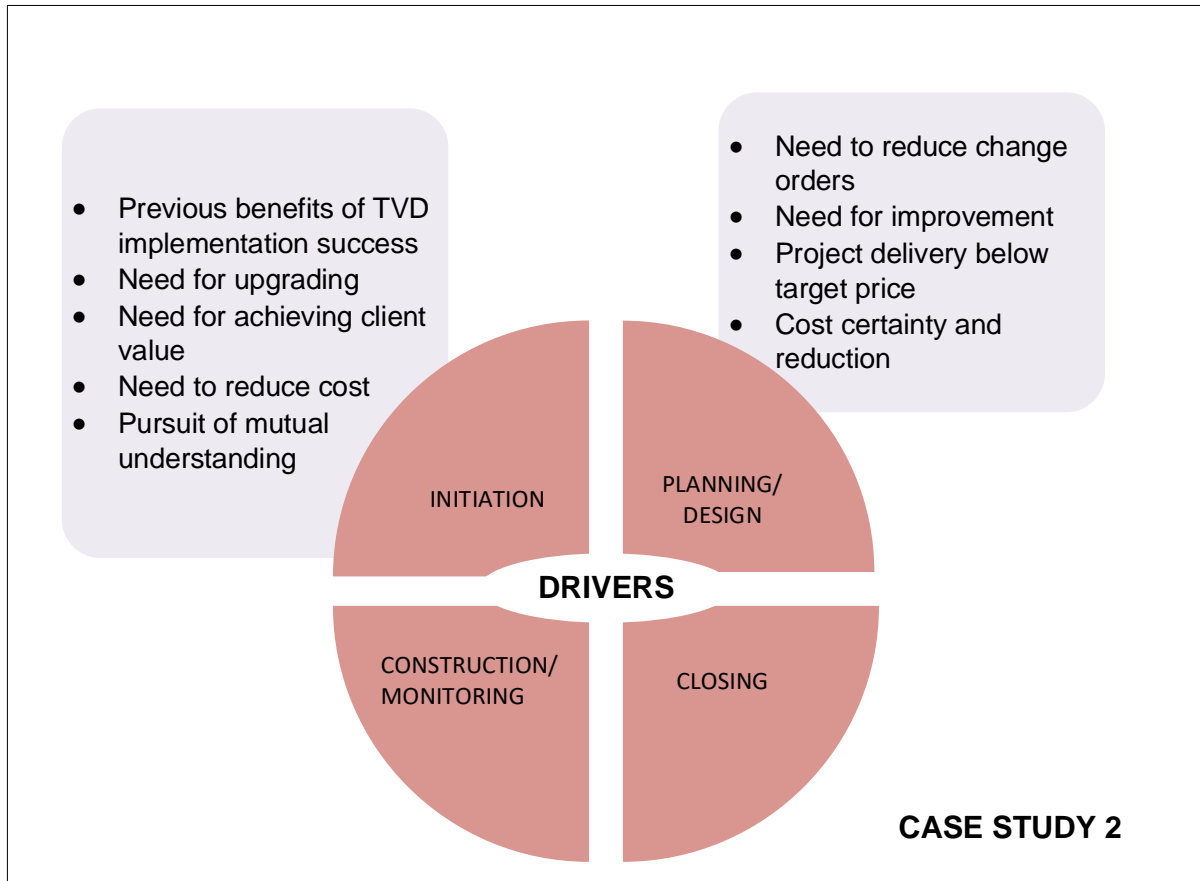 • Previous benefits of TVD
implementation success
• Need for upgrading
• Need for achieving client
value
• Need to reduce cost
• Pursuit of mutual
understanding
• Need to reduce change
orders
• Need for improvement
• Project delivery below
target price
• Cost certainty and
reduction
INITIATION
PLANNING/
DESIGN
DRIVERS
CONSTRUCTION/
MONITORING
CLOSING
CASE STUDY 2